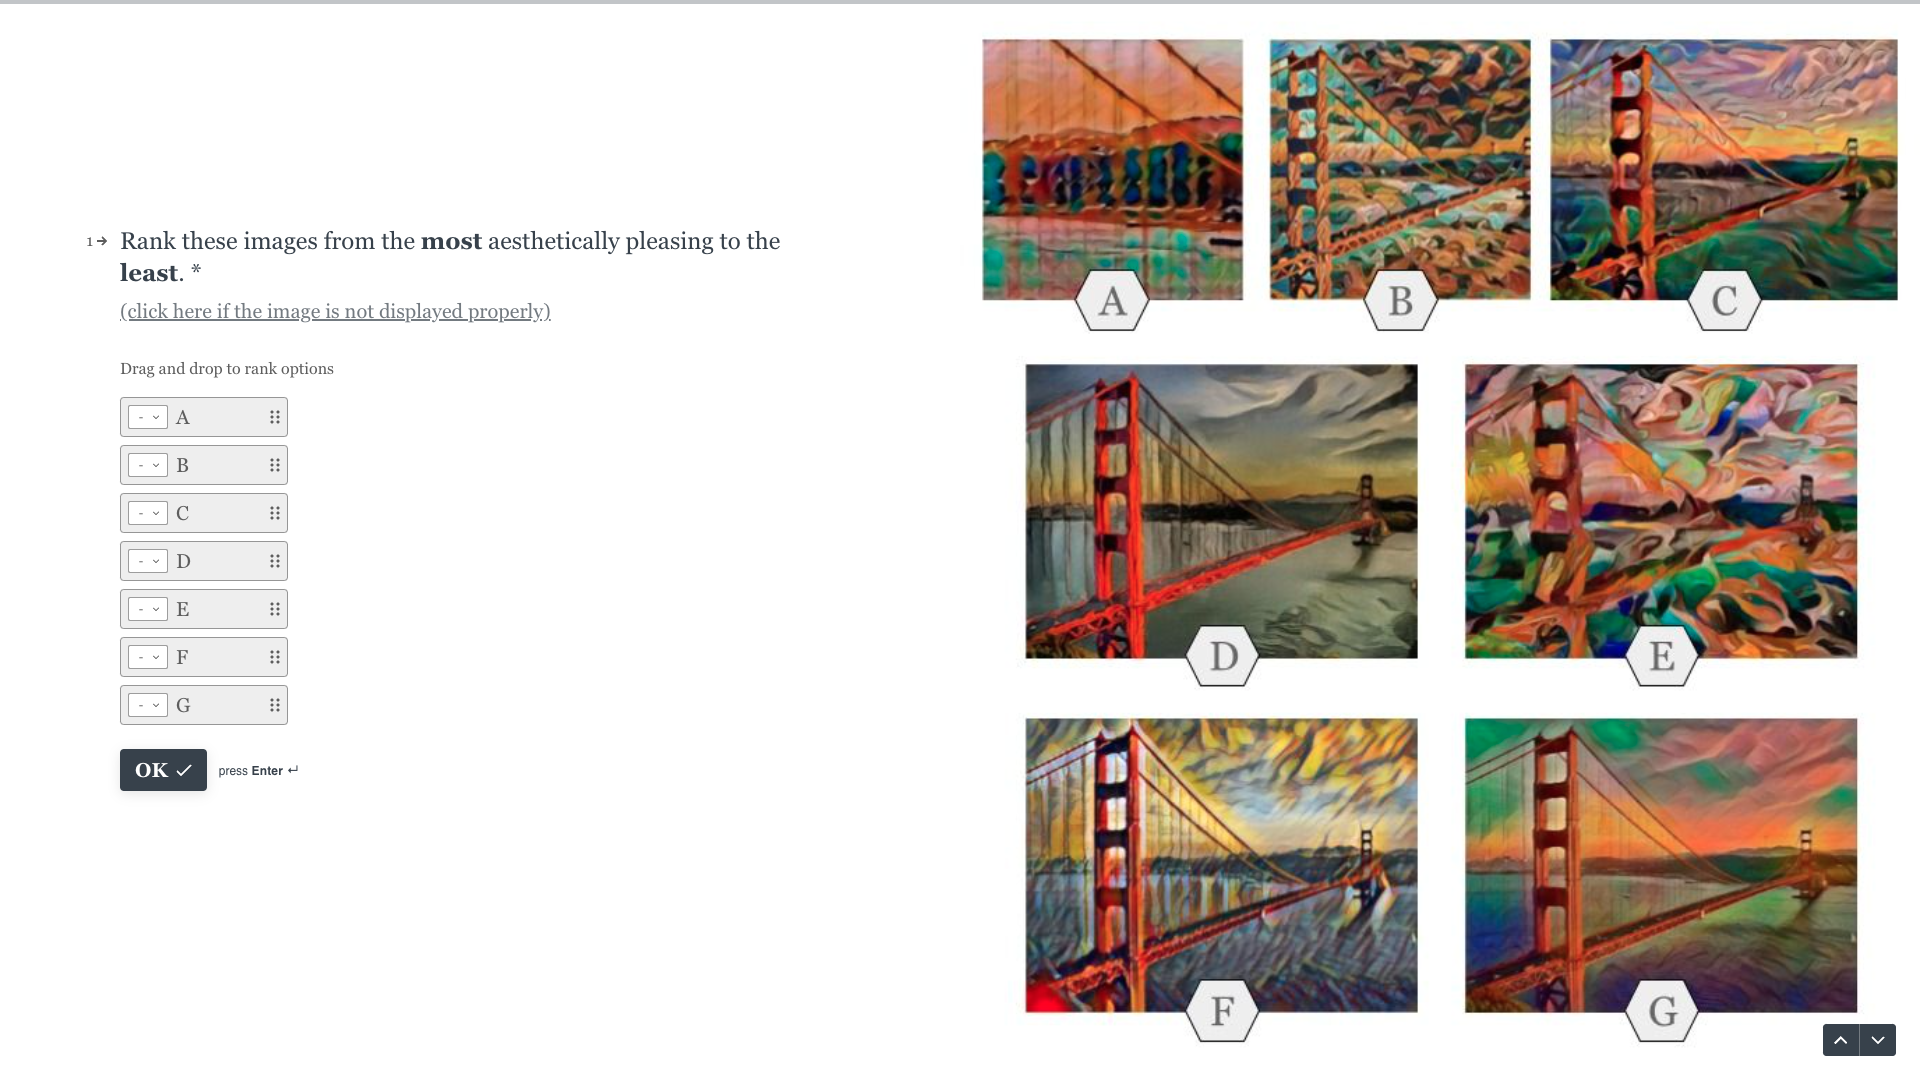 1 → Rank these images from the most aesthetically pleasing to the
least. *
(click here if the image is not displayed properly)
Drag and drop to rank options
- A
- B
- C
- D
- E
- F
- G
OK ✓ press Enter ↵
A
B
C
D
E
F
G